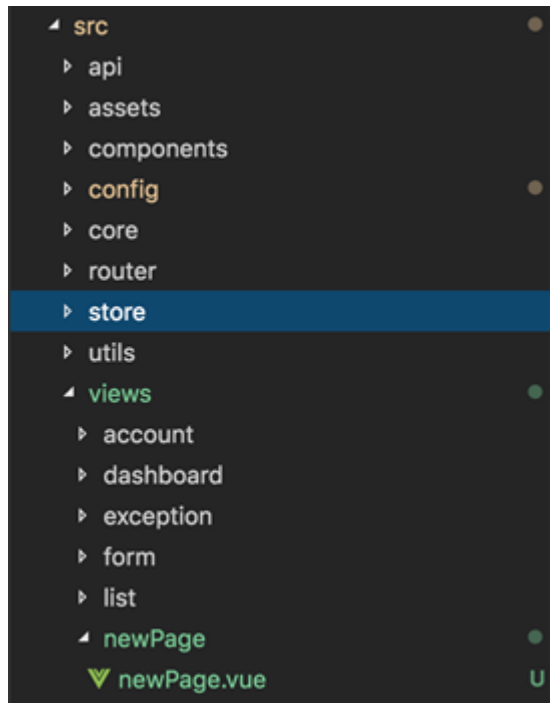 src
api
assets
components
config
core
router
store
utils
views
account
dashboard
exception
form
list
newPage
newPage.vue U